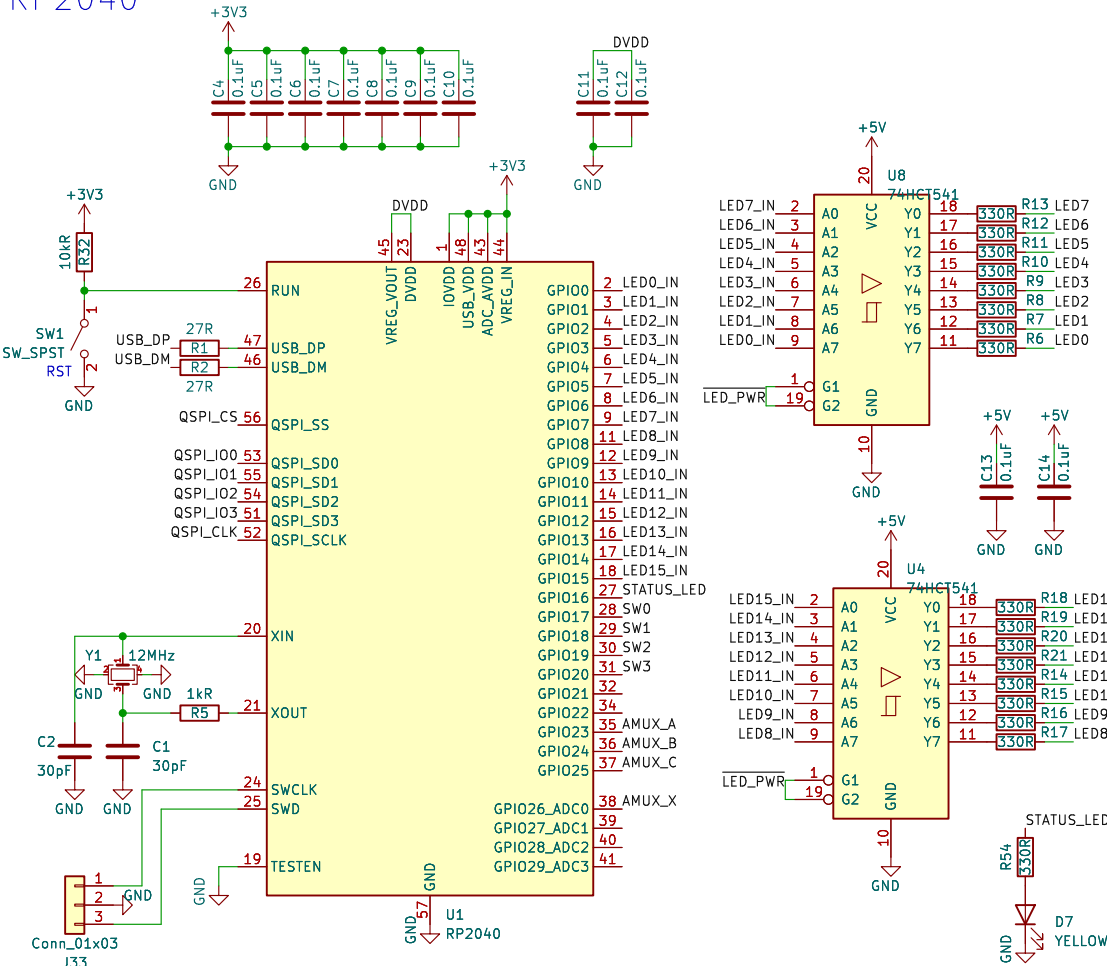 RP2040
+3V3
C4 0.1uF
C5 0.1uF
C6 0.1uF
C7 0.1uF
C8 0.1uF
C9 0.1uF
C10 0.1uF
GND
DVDD
C11 0.1uF
C12 0.1uF
GND
+3V3
10kR
R32
SW1
SW_SPST
RST
1
2
GND
USB_DP
USB_DM
27R
R1
R2
27R
QSPI_CS
QSPI_IO0
QSPI_IO1
QSPI_IO2
QSPI_IO3
QSPI_CLK
Y1
12MHz
1
2
3
4
GND
GND
1kR
R5
C2
30pF
C1
30pF
GND
GND
1
2
3
GND
Conn_01x03
J33
GND
DVDD
+3V3
45 VREG_VOUT
23 DVDD
1 IOVDD
48 USB_VDD
43 ADC_AVDD
44 VREG_IN
26 RUN
47 USB_DP
46 USB_DM
56 QSPI_SS
53 QSPI_SD0
55 QSPI_SD1
54 QSPI_SD2
51 QSPI_SD3
52 QSPI_SCLK
20 XIN
21 XOUT
24 SWCLK
25 SWD
19 TESTEN
GPIO0 2 LED0_IN
GPIO1 3 LED1_IN
GPIO2 4 LED2_IN
GPIO3 5 LED3_IN
GPIO4 6 LED4_IN
GPIO5 7 LED5_IN
GPIO6 8 LED6_IN
GPIO7 9 LED7_IN
GPIO8 11 LED8_IN
GPIO9 12 LED9_IN
GPIO10 13 LED10_IN
GPIO11 14 LED11_IN
GPIO12 15 LED12_IN
GPIO13 16 LED13_IN
GPIO14 17 LED14_IN
GPIO15 18 LED15_IN
GPIO16 27 STATUS_LED
GPIO17 28 SW0
GPIO18 29 SW1
GPIO19 30 SW2
GPIO20 31 SW3
GPIO21 32
GPIO22 34
GPIO23 35 AMUX_A
GPIO24 36 AMUX_B
GPIO25 37 AMUX_C
GPIO26_ADC0 38 AMUX_X
GPIO27_ADC1 39
GPIO28_ADC2 40
GPIO29_ADC3 41
GND
57
GND
U1
RP2040
+5V
20
VCC
U8
74HCT541
LED7_IN 2 A0 Y0 18 330R R13 LED7
LED6_IN 3 A1 Y1 17 330R R12 LED6
LED5_IN 4 A2 Y2 16 330R R11 LED5
LED4_IN 5 A3 Y3 15 330R R10 LED4
LED3_IN 6 A4 Y4 14 330R R9 LED3
LED2_IN 7 A5 Y5 13 330R R8 LED2
LED1_IN 8 A6 Y6 12 330R R7 LED1
LED0_IN 9 A7 Y7 11 330R R6 LED0
LED_PWR
1 G1
19 G2
GND
10
GND
+5V
C13 0.1uF
GND
+5V
C14 0.1uF
GND
+5V
20
VCC
U4
74HCT541
LED15_IN 2 A0 Y0 18 330R R18 LED1
LED14_IN 3 A1 Y1 17 330R R19 LED1
LED13_IN 4 A2 Y2 16 330R R20 LED1
LED12_IN 5 A3 Y3 15 330R R21 LED1
LED11_IN 6 A4 Y4 14 330R R14 LED1
LED10_IN 7 A5 Y5 13 330R R15 LED1
LED9_IN 8 A6 Y6 12 330R R16 LED9
LED8_IN 9 A7 Y7 11 330R R17 LED8
LED_PWR
1 G1
19 G2
GND
10
GND
STATUS_LED
R54
330R
D7
YELLOW
GND